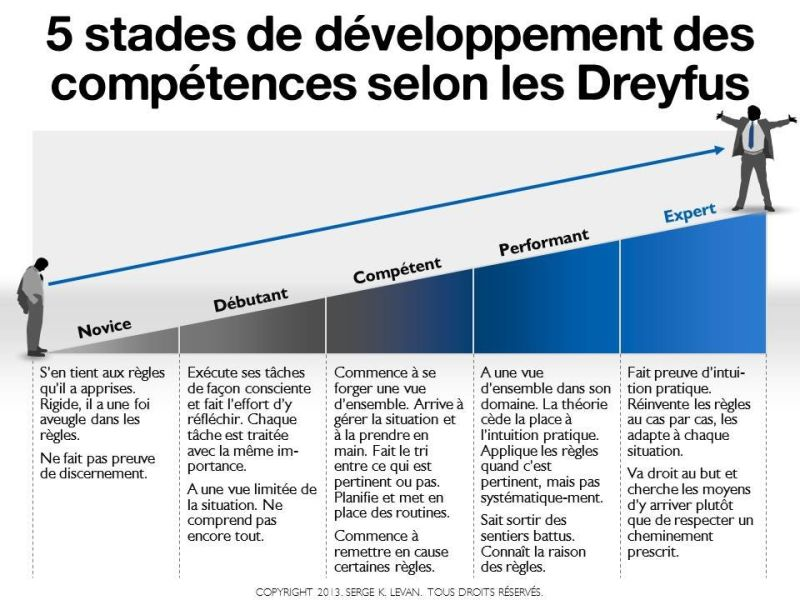 5 stades de développement des
compétences selon les Dreyfus
Novice
Débutant
Compétent
Performant
Expert
S'en tient aux règles
qu'il a apprises.
Rigide, il a une foi
aveugle dans les
règles.
Ne fait pas preuve
de discernement.
Exécute ses tâches
de façon consciente
et fait l'effort d'y
réfléchir. Chaque
tâche est traitée
avec la même im-
portance.
A une vue limitée de
la situation. Ne
comprend pas
encore tout.
Commence à se
forger une vue
d'ensemble. Arrive à
gérer la situation et
à la prendre en
main. Fait le tri
entre ce qui est
pertinent ou pas.
Planifie et met en
place des routines.
Commence à
remettre en cause
certaines règles.
A une vue
d'ensemble dans son
domaine. La théorie
cède la place à
l'intuition pratique.
Applique les règles
quand c'est
pertinent, mais pas
systématique-ment.
Sait sortir des
sentiers battus.
Connaît la raison
des règles.
Fait preuve d'intui-
tion pratique.
Réinvente les règles
au cas par cas, les
adapte à chaque
situation.
Va droit au but et
cherche les moyens
d'y arriver plutôt
que de respecter un
cheminement
prescrit.
COPYRIGHT 2013. SERGE K. LEVAN. TOUS DROITS RÉSERVÉS.